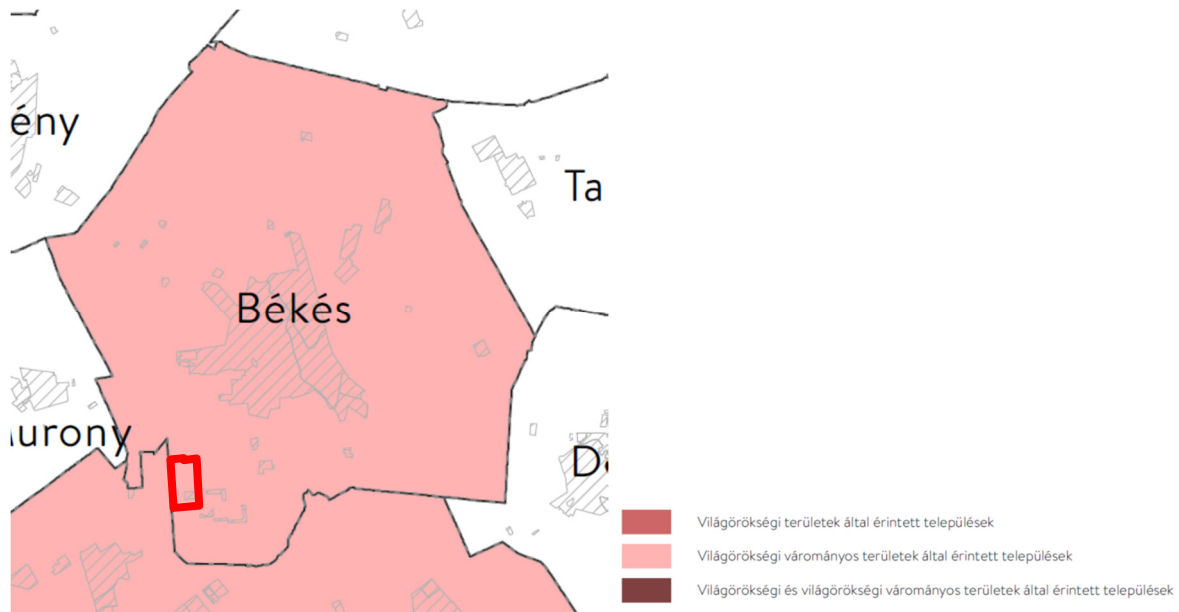 ény
Ta
Békés
urony
De
Világörökségi területek által érintett települések
Világörökségi várományos területek által érintett települések
Világörökségi és világörökségi várományos területek által érintett települések